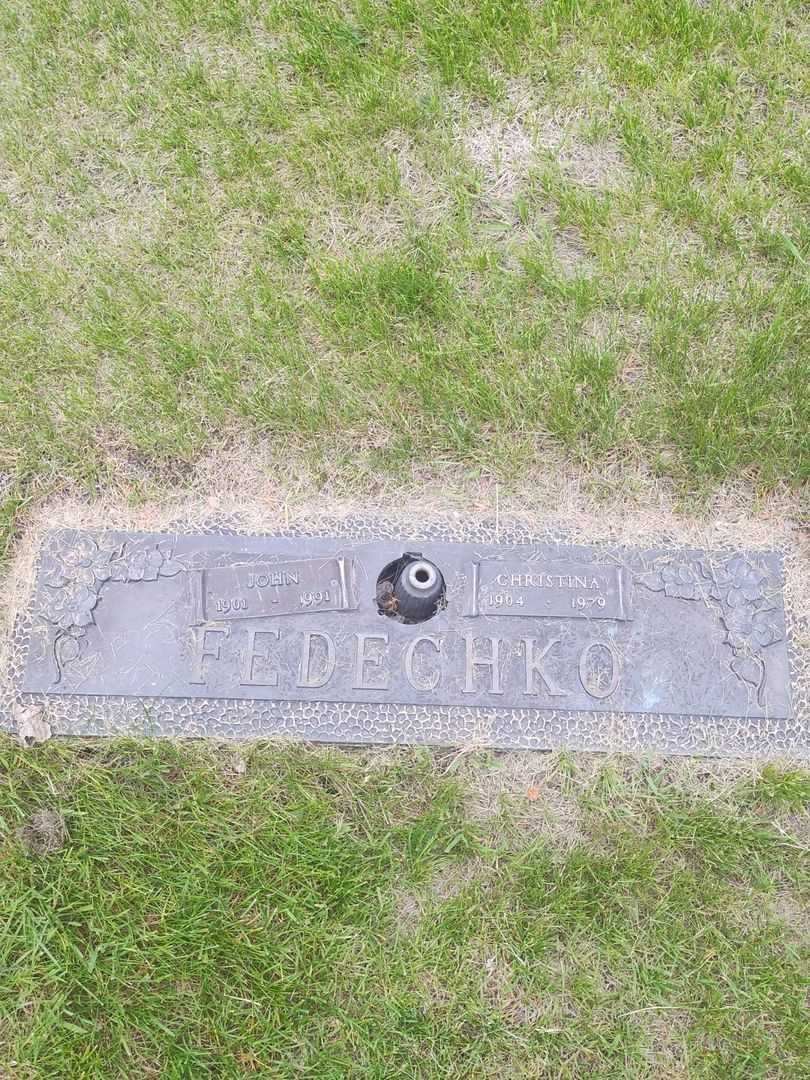 JOHN
1901 - 1991
CHRISTINA
1904 - 1979
FEDECHKO